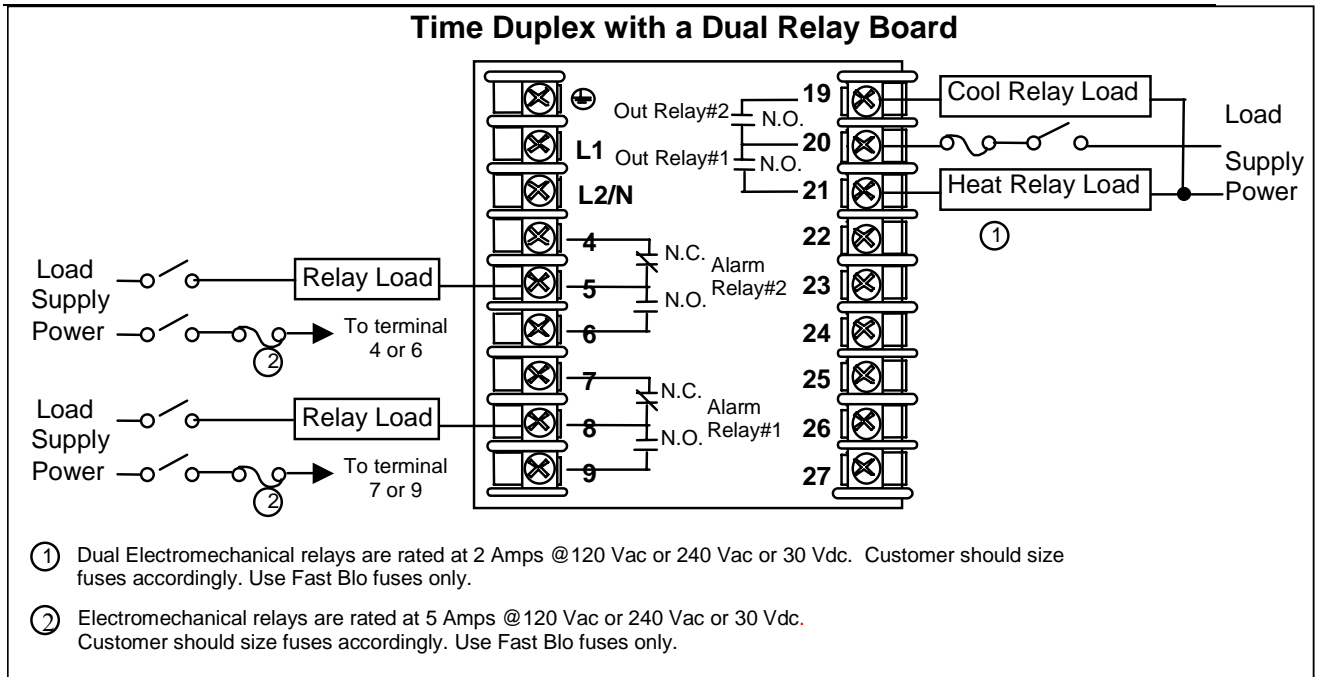 Time Duplex with a Dual Relay Board
L1
L2/N
4
5
6
7
8
9
Out Relay#2
N.O.
Out Relay#1
N.O.
N.C.
Alarm
Relay#2
N.O.
N.C.
Alarm
Relay#1
N.O.
19
20
21
22
23
24
25
26
27
Cool Relay Load
Heat Relay Load
1
Load
Supply
Power
Load
Supply
Power
Relay Load
2
To terminal
4 or 6
Load
Supply
Power
Relay Load
2
To terminal
7 or 9
1 Dual Electromechanical relays are rated at 2 Amps @120 Vac or 240 Vac or 30 Vdc. Customer should size
fuses accordingly. Use Fast Blo fuses only.
2 Electromechanical relays are rated at 5 Amps @120 Vac or 240 Vac or 30 Vdc.
Customer should size fuses accordingly. Use Fast Blo fuses only.